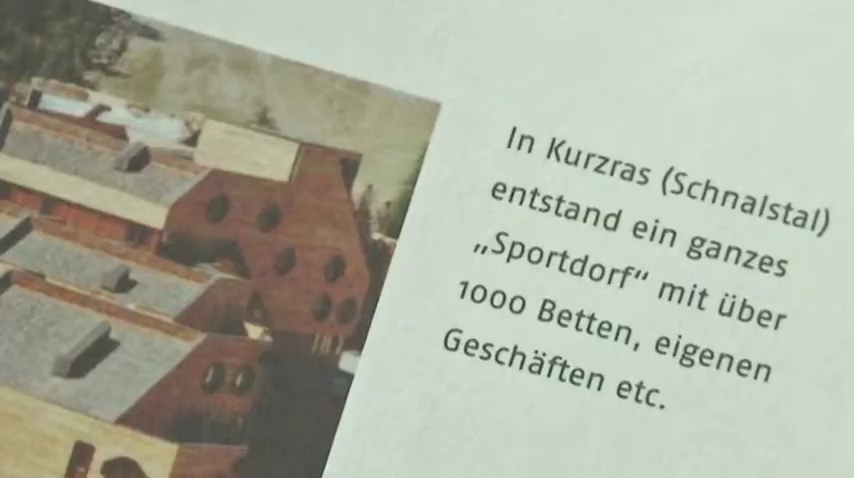 In Kurzras (Schnalstal)
entstand ein ganzes
„Sportdorf“ mit über
1000 Betten, eigenen
Geschäften etc.